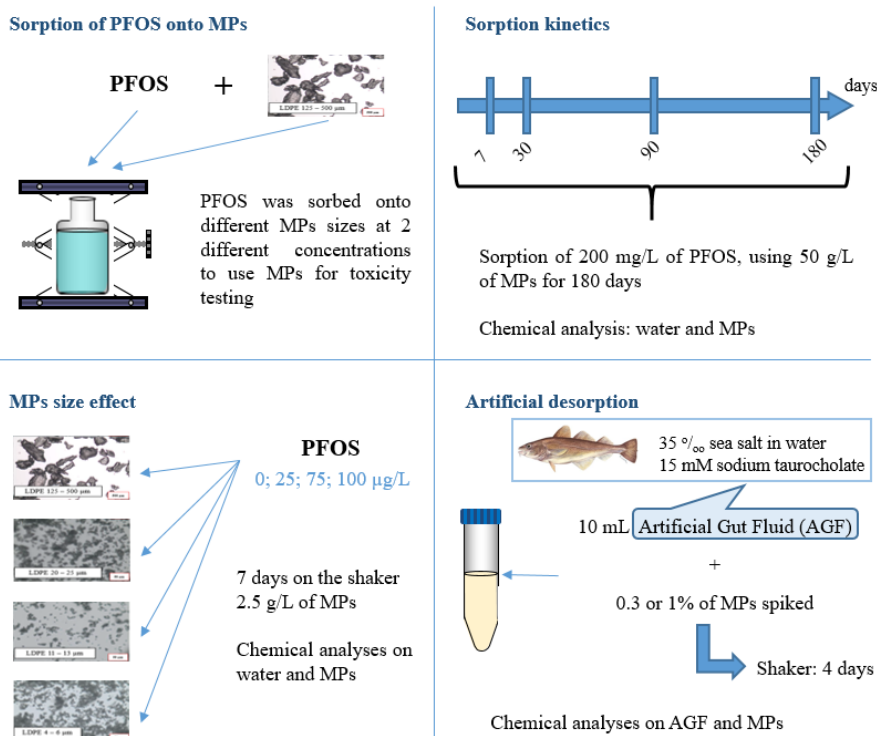 Sorption of PFOS onto MPs
PFOS
+
LDPE 125 – 500 µm
PFOS was sorbed onto
different MPs sizes at 2
different concentrations
to use MPs for toxicity
testing
Sorption kinetics
days
7
30
90
180
Sorption of 200 mg/L of PFOS, using 50 g/L
of MPs for 180 days
Chemical analysis: water and MPs
MPs size effect
LDPE 125 – 500 µm
LDPE 20 – 25 µm
LDPE 11 – 13 µm
LDPE 4 – 6 µm
PFOS
0; 25; 75; 100 µg/L
7 days on the shaker
2.5 g/L of MPs
Chemical analyses on
water and MPs
Artificial desorption
35 º/ₒₒ sea salt in water
15 mM sodium taurocholate
10 mL Artificial Gut Fluid (AGF)
+
0.3 or 1% of MPs spiked
Shaker: 4 days
Chemical analyses on AGF and MPs